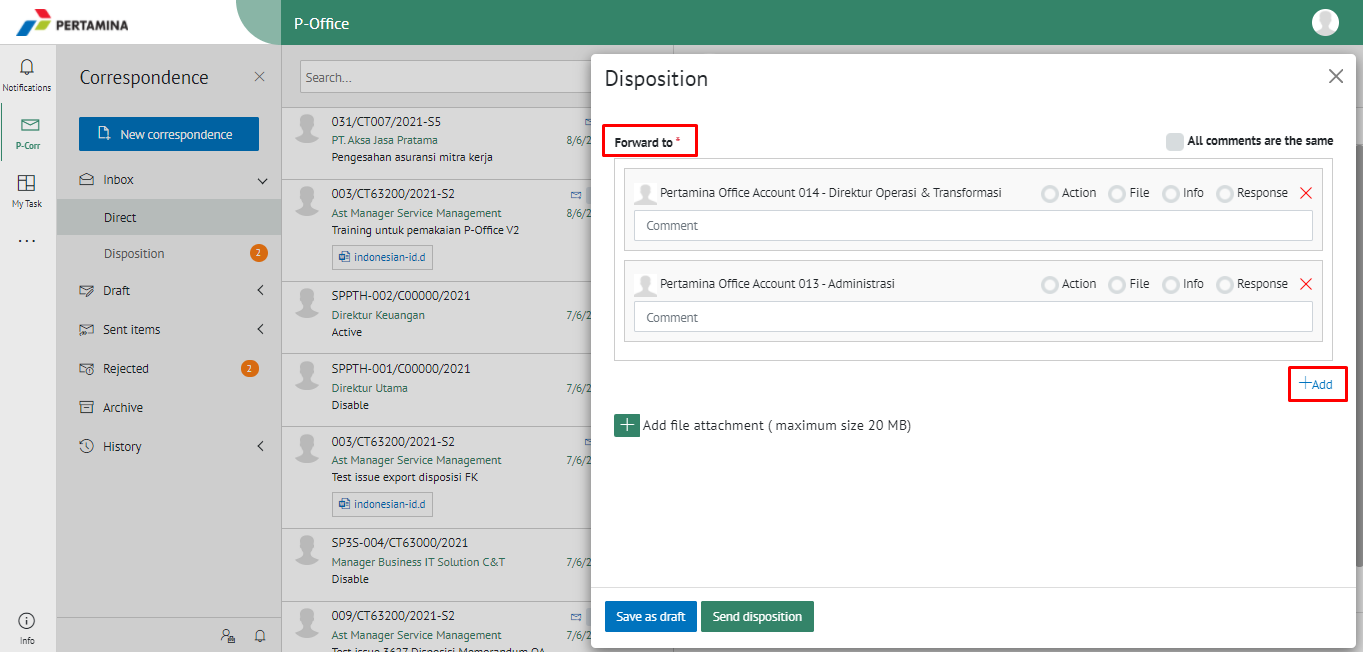 PERTAMINA
P-Office
Notifications
P-Corr
My Task
Info
Correspondence
New correspondence
Inbox
Direct
Disposition 2
Draft
Sent items
Rejected 2
Archive
History
Search...
031/CT007/2021-S5
PT. Aksa Jasa Pratama 8/6/2
Pengesahan asuransi mitra kerja
003/CT63200/2021-S2
Ast Manager Service Management 8/6/2
Training untuk pemakaian P-Office V2
indonesian-id.d
SPPTH-002/C00000/2021
Direktur Keuangan 7/6/2
Active
SPPTH-001/C00000/2021
Direktur Utama 7/6/2
Disable
003/CT63200/2021-S2
Ast Manager Service Management 7/6/2
Test issue export disposisi FK
indonesian-id.d
SP3S-004/CT63000/2021
Manager Business IT Solution C&T 7/6/2
Disable
009/CT63200/2021-S2
Ast Manager Service Management 7/6/2
Test issue 3627 Disposisi Memorandum OA
Disposition
Forward to *
All comments are the same
Pertamina Office Account 014 - Direktur Operasi & Transformasi Action File Info Response
Comment
Pertamina Office Account 013 - Administrasi Action File Info Response
Comment
+Add
+ Add file attachment ( maximum size 20 MB)
Save as draft Send disposition